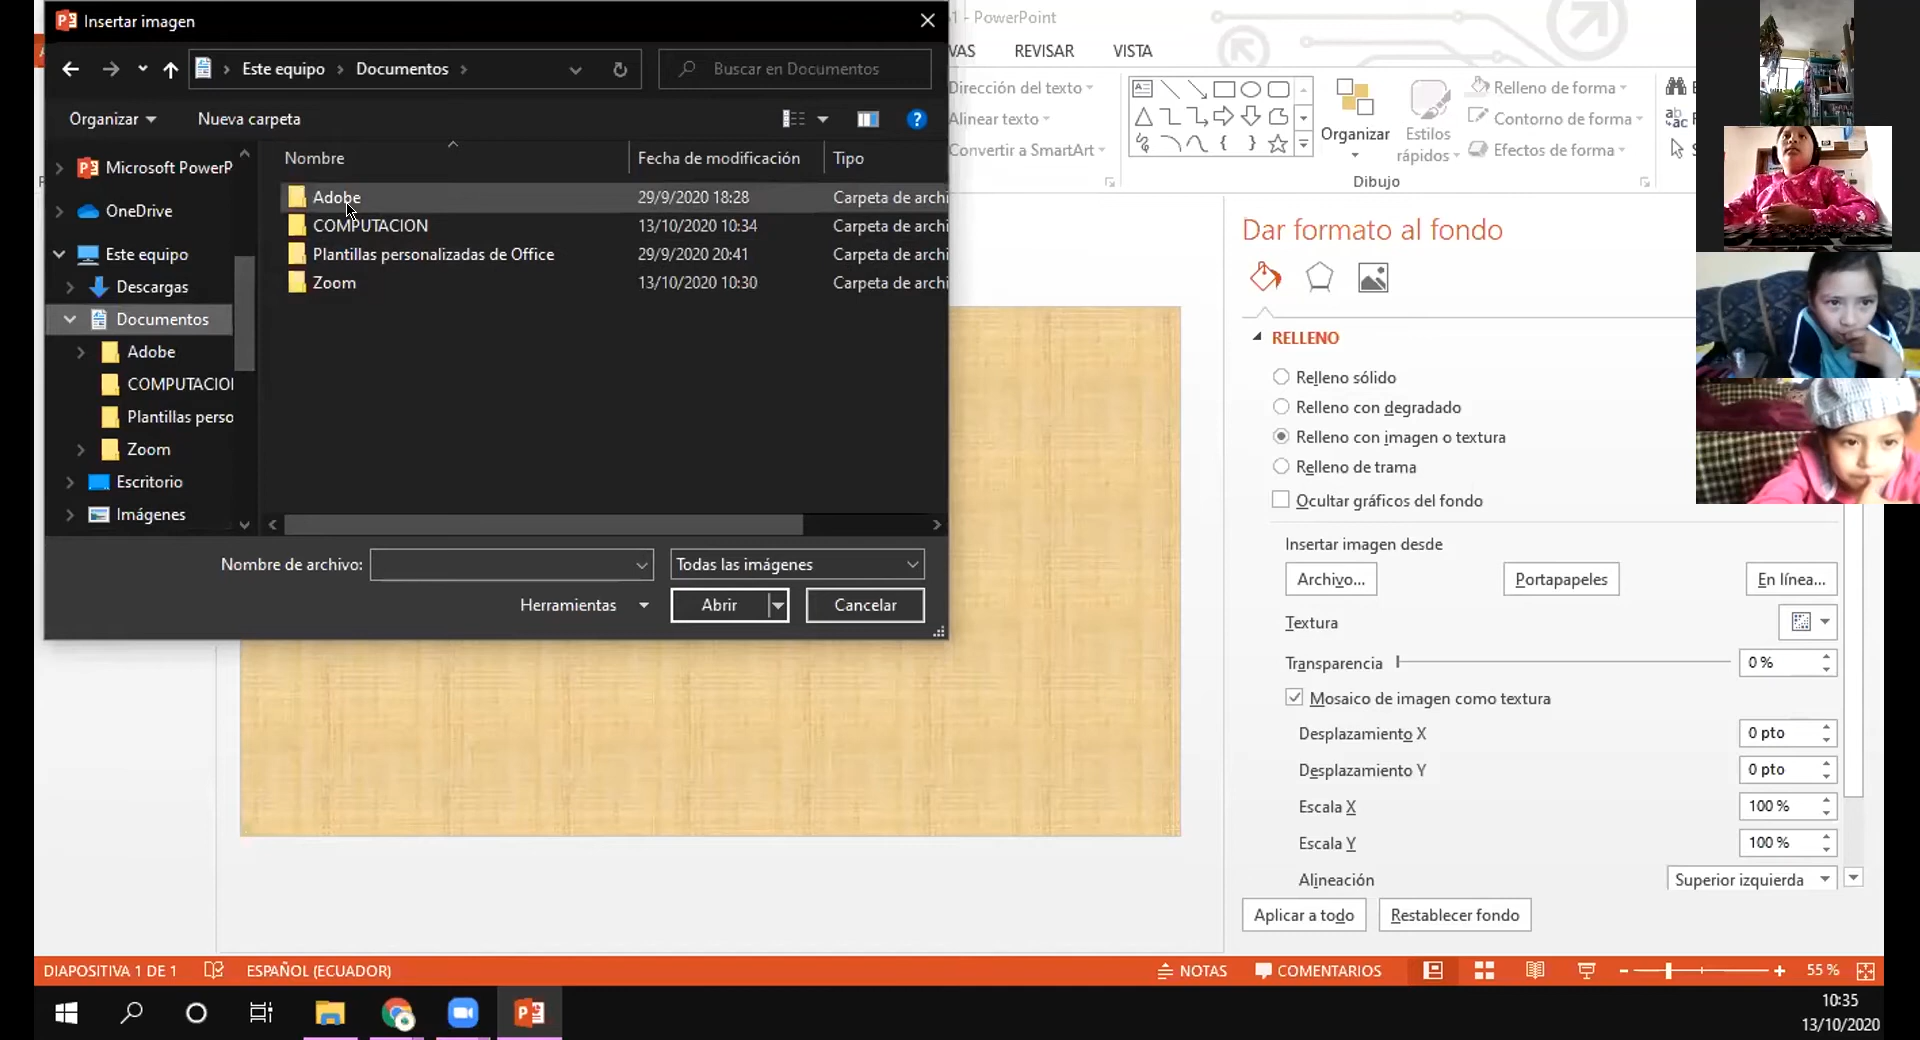 Insertar imagen
1 - PowerPoint
VAS REVISAR VISTA
Este equipo Documentos
Buscar en Documentos
Organizar Nueva carpeta
Dirección del texto
Alinear texto
Convertir a SmartArt
Organizar
Estilos rápidos
Relleno de forma
Contorno de forma
Efectos de forma
Dibujo
Microsoft PowerP
OneDrive
Este equipo
Descargas
Documentos
Adobe
COMPUTACIO
Plantillas perso
Zoom
Escritorio
Imágenes
Nombre Fecha de modificación Tipo
Adobe 29/9/2020 18:28 Carpeta de archi
COMPUTACION 13/10/2020 10:34 Carpeta de archi
Plantillas personalizadas de Office 29/9/2020 20:41 Carpeta de archi
Zoom 13/10/2020 10:30 Carpeta de archi
Nombre de archivo: Todas las imágenes
Herramientas Abrir Cancelar
Dar formato al fondo
RELLENO
Relleno sólido
Relleno con degradado
Relleno con imagen o textura
Relleno de trama
Ocultar gráficos del fondo
Insertar imagen desde
Archivo... Portapapeles En línea...
Textura
Transparencia 0 %
Mosaico de imagen como textura
Desplazamiento X 0 pto
Desplazamiento Y 0 pto
Escala X 100 %
Escala Y 100 %
Alineación Superior izquierda
Aplicar a todo Restablecer fondo
DIAPOSITIVA 1 DE 1 ESPAÑOL (ECUADOR) NOTAS COMENTARIOS 55 %
10:35
13/10/2020